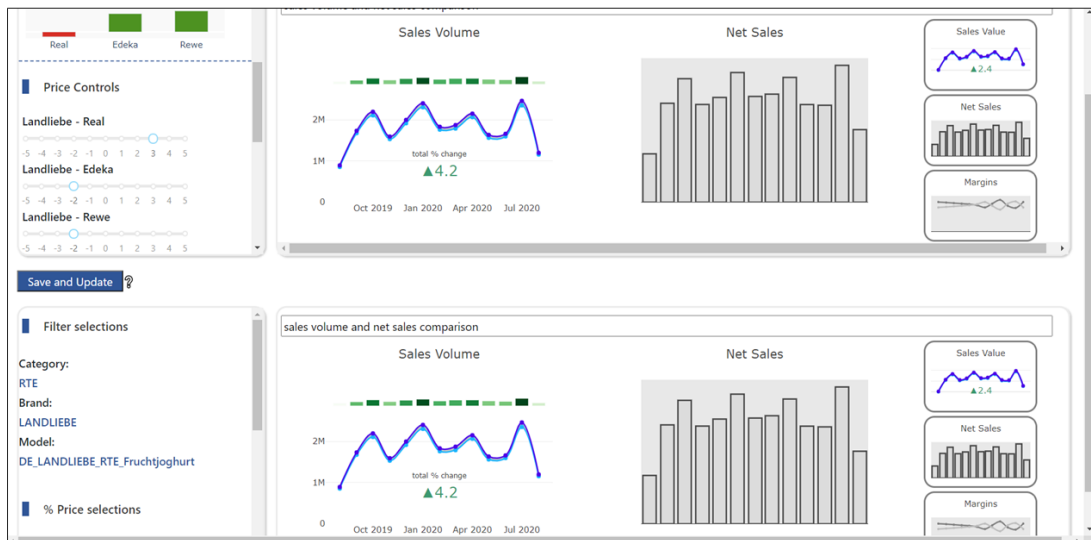 sales volume and net sales comparison
Real Edeka Rewe
Price Controls
Landliebe - Real
-5 -4 -3 -2 -1 0 1 2 3 4 5
Landliebe - Edeka
-5 -4 -3 -2 -1 0 1 2 3 4 5
Landliebe - Rewe
-5 -4 -3 -2 -1 0 1 2 3 4 5
Sales Volume
2M
1M
0
total % change
▲4.2
Oct 2019 Jan 2020 Apr 2020 Jul 2020
Net Sales
Sales Value
▲2.4
Net Sales
Margins
Save and Update ?
Filter selections
Category:
RTE
Brand:
LANDLIEBE
Model:
DE_LANDLIEBE_RTE_Fruchtjoghurt
% Price selections
sales volume and net sales comparison
Sales Volume
2M
1M
0
total % change
▲4.2
Oct 2019 Jan 2020 Apr 2020 Jul 2020
Net Sales
Sales Value
▲2.4
Net Sales
Margins